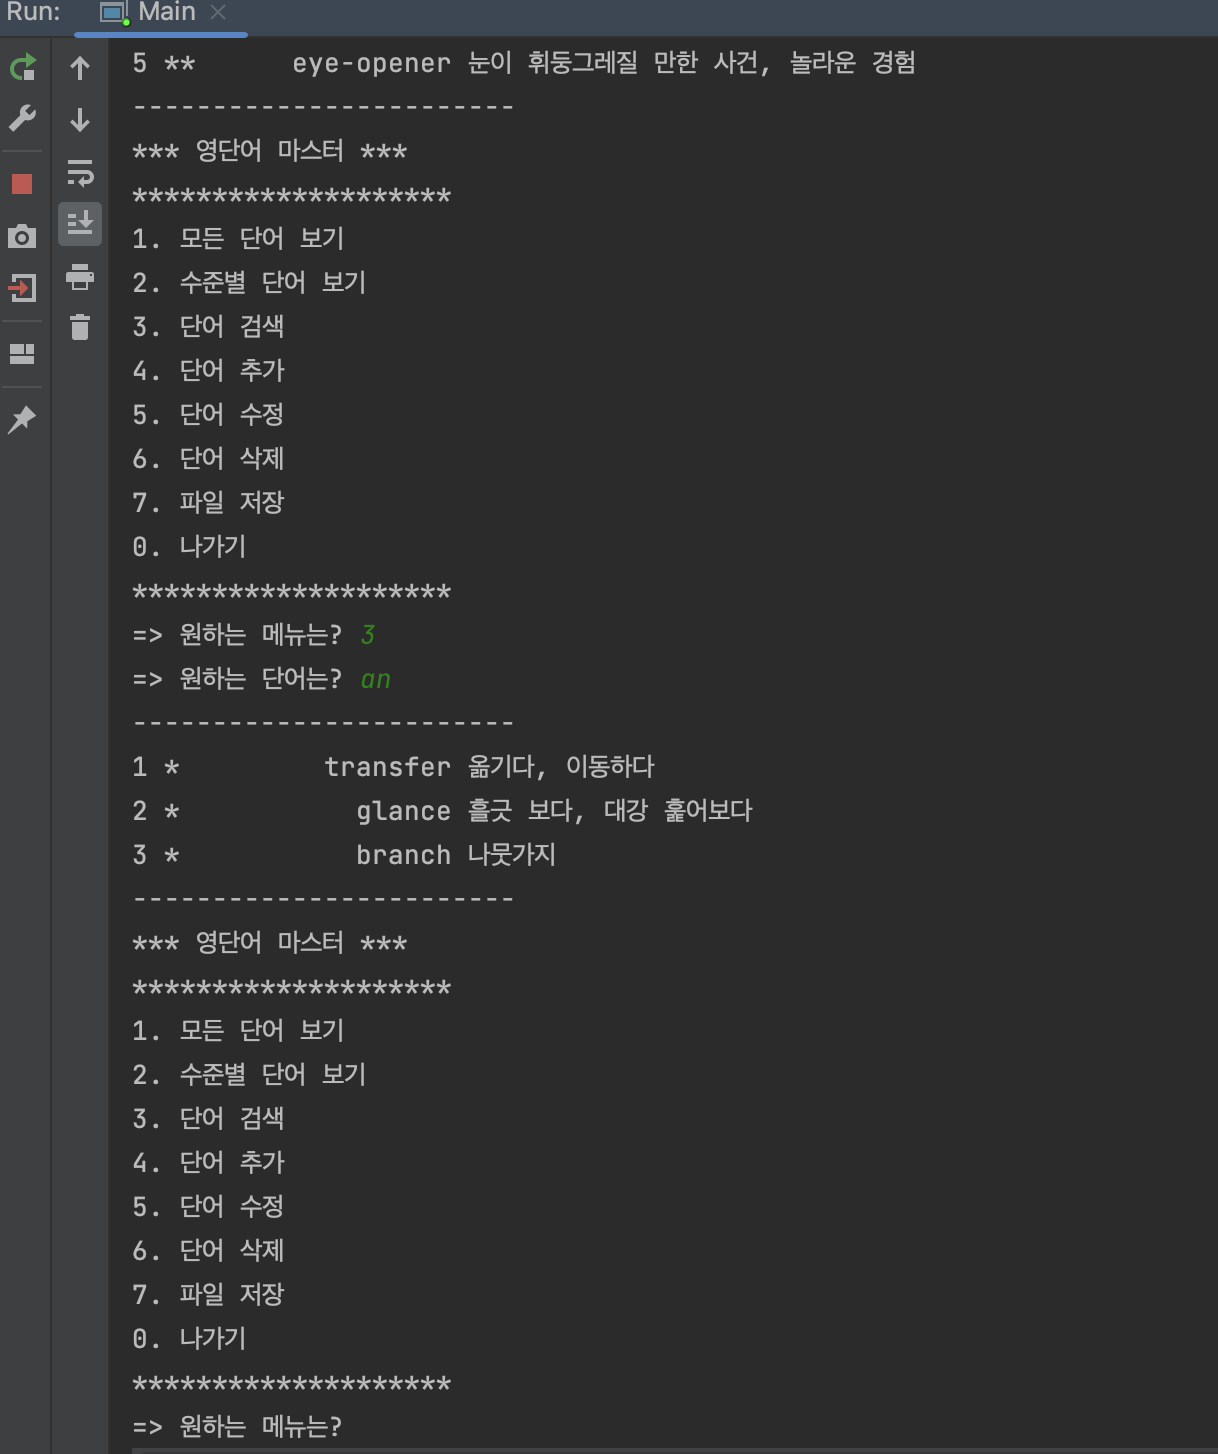 Run: Main
5 **      eye-opener 눈이 휘둥그레질 만한 사건, 놀라운 경험
------------------------
*** 영단어 마스터 ***
********************
1. 모든 단어 보기
2. 수준별 단어 보기
3. 단어 검색
4. 단어 추가
5. 단어 수정
6. 단어 삭제
7. 파일 저장
0. 나가기
********************
=> 원하는 메뉴는? 3
=> 원하는 단어는? an
------------------------
1 *         transfer 옮기다, 이동하다
2 *           glance 흘긋 보다, 대강 훑어보다
3 *           branch 나뭇가지
------------------------
*** 영단어 마스터 ***
********************
1. 모든 단어 보기
2. 수준별 단어 보기
3. 단어 검색
4. 단어 추가
5. 단어 수정
6. 단어 삭제
7. 파일 저장
0. 나가기
********************
=> 원하는 메뉴는?